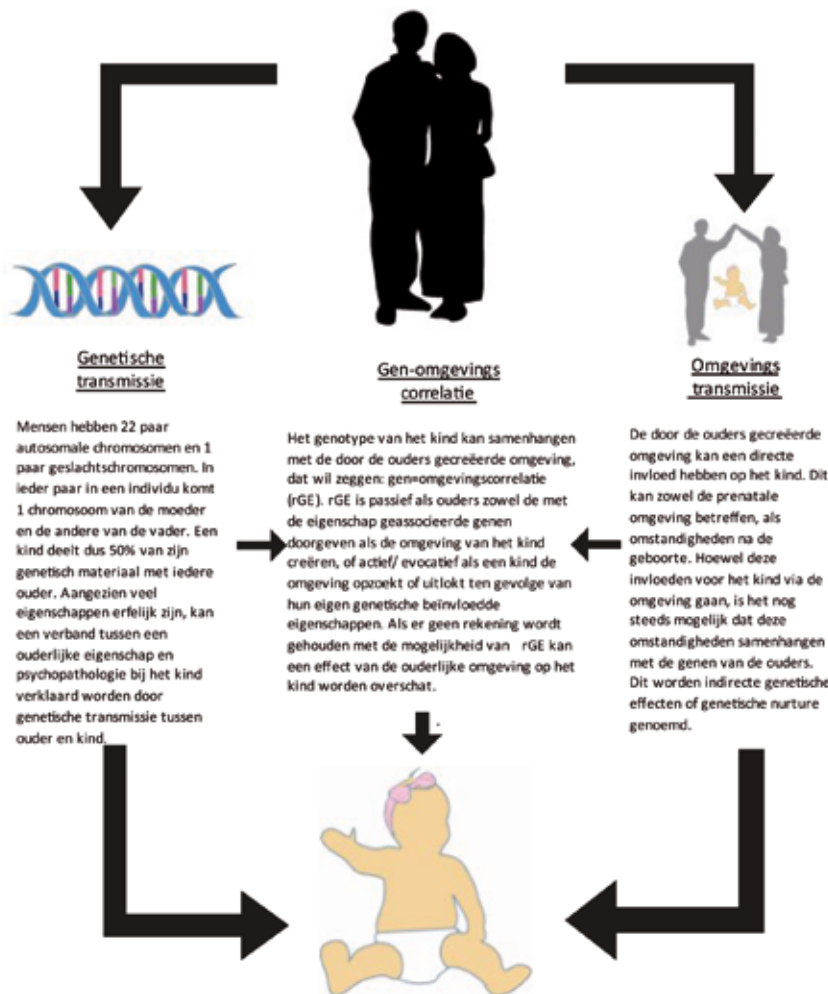 Genetische
transmissie
Mensen hebben 22 paar
autosomale chromosomen en 1
paar geslachtschromosomen. In
ieder paar in een individu komt
1 chromosoom van de moeder
en de andere van de vader. Een
kind deelt dus 50% van zijn
genetisch materiaal met iedere
ouder. Aangezien veel
eigenschappen erfelijk zijn, kan
een verband tussen een
ouderlijke eigenschap en
psychopathologie bij het kind
verklaard worden door
genetische transmissie tussen
ouder en kind.
Gen-omgevings
correlatie
Het genotype van het kind kan samenhangen
met de door de ouders gecreëerde omgeving,
dat wil zeggen: gen=omgevingscorrelatie
(rGE). rGE is passief als ouders zowel de met
de eigenschap geassocieerde genen
doorgeven als de omgeving van het kind
creëren, of actief/ evocatief als een kind de
omgeving opzoekt of uitlokt ten gevolge van
hun eigen genetische beïnvloedde
eigenschappen. Als er geen rekening wordt
gehouden met de mogelijkheid van rGE kan
een effect van de ouderlijke omgeving op het
kind worden overschat.
Omgevings
transmissie
De door de ouders gecreëerde
omgeving kan een directe
invloed hebben op het kind. Dit
kan zowel de prenatale
omgeving betreffen, als
omstandigheden na de
geboorte. Hoewel deze
invloeden voor het kind via de
omgeving gaan, is het nog
steeds mogelijk dat deze
omstandigheden samenhangen
met de genen van de ouders.
Dit worden indirecte genetische
effecten of genetische nurture
genoemd.